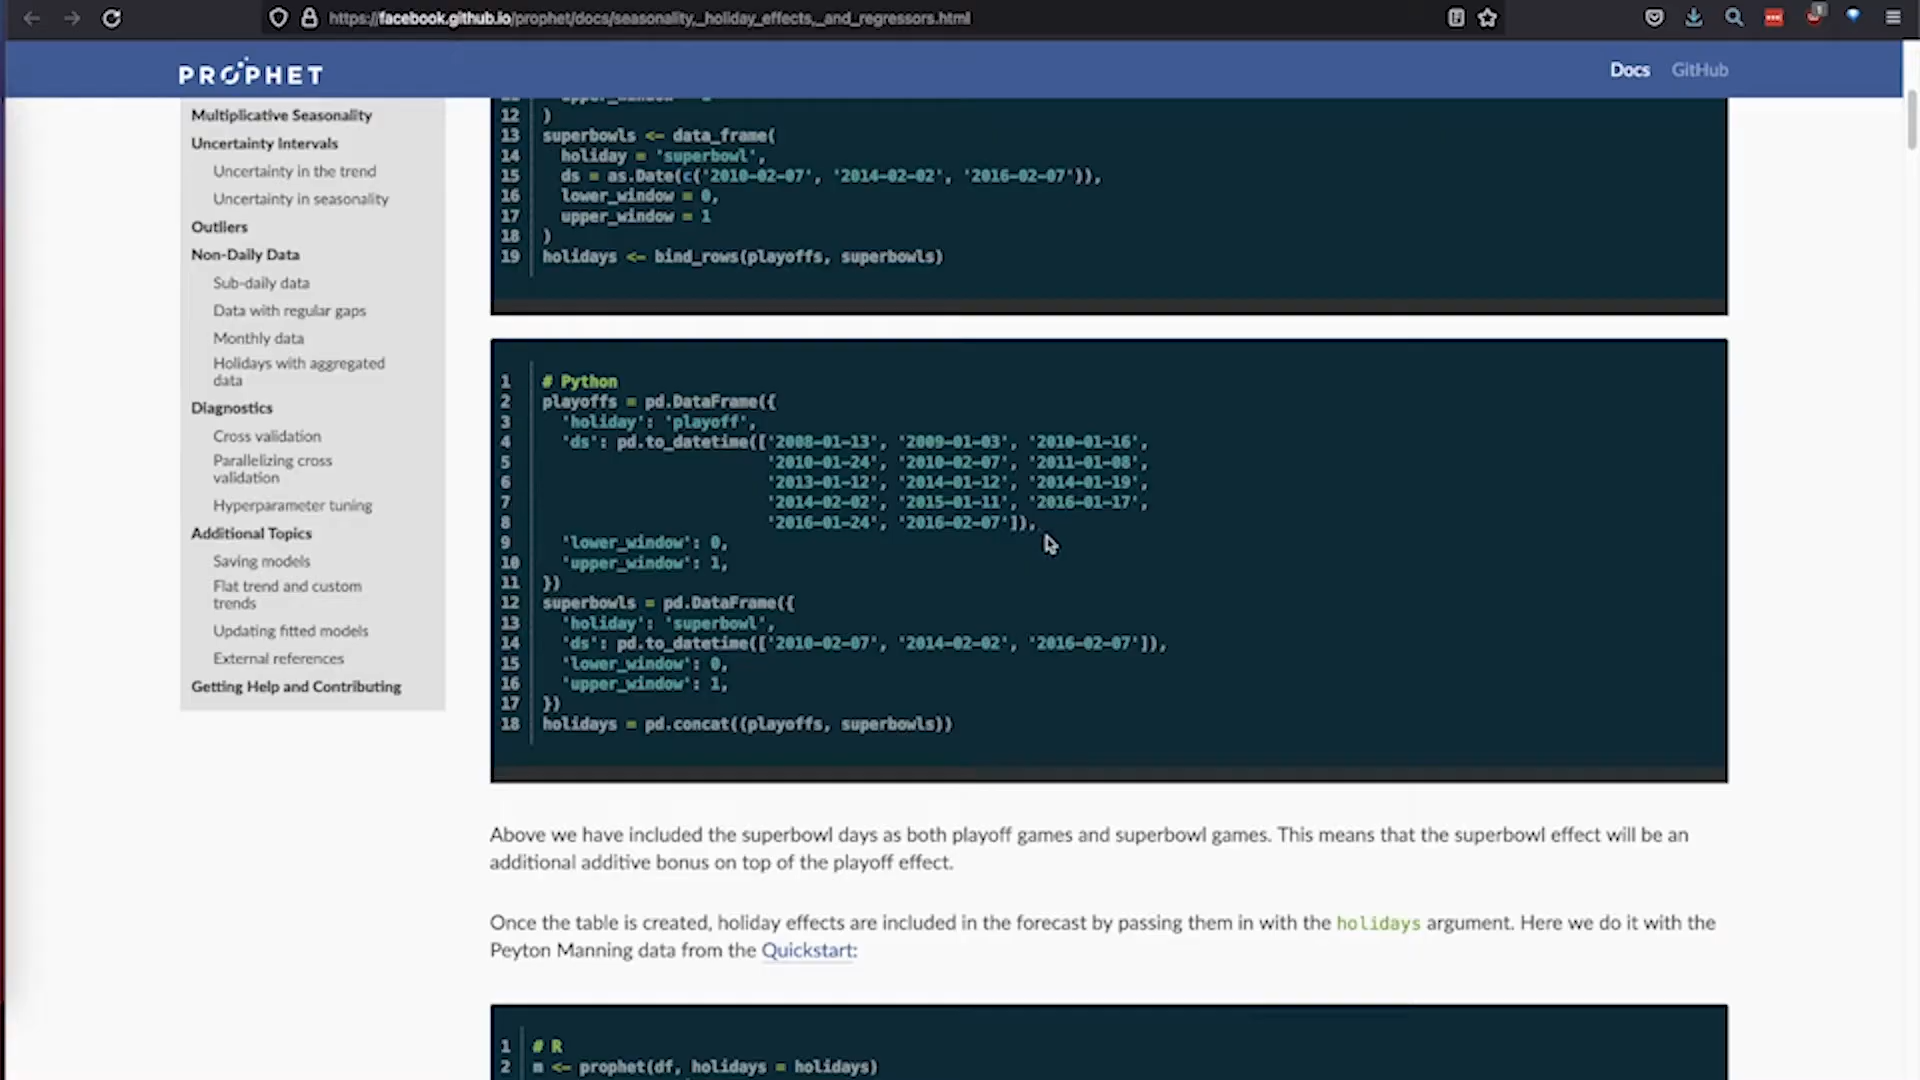 https://facebook.github.io/prophet/docs/seasonality,_holiday_effects,_and_regressors.html
1
PROPHET
Docs GitHub
Multiplicative Seasonality
Uncertainty Intervals
Uncertainty in the trend
Uncertainty in seasonality
Outliers
Non-Daily Data
Sub-daily data
Data with regular gaps
Monthly data
Holidays with aggregated
data
Diagnostics
Cross validation
Parallelizing cross
validation
Hyperparameter tuning
Additional Topics
Saving models
Flat trend and custom
trends
Updating fitted models
External references
Getting Help and Contributing
12 )
13 superbowls <- data_frame(
14   holiday = 'superbowl',
15   ds = as.Date(c('2010-02-07', '2014-02-02', '2016-02-07')),
16   lower_window = 0,
17   upper_window = 1
18 )
19 holidays <- bind_rows(playoffs, superbowls)
1 # Python
2 playoffs = pd.DataFrame({
3   'holiday': 'playoff',
4   'ds': pd.to_datetime(['2008-01-13', '2009-01-03', '2010-01-16',
5                         '2010-01-24', '2010-02-07', '2011-01-08',
6                         '2013-01-12', '2014-01-12', '2014-01-19',
7                         '2014-02-02', '2015-01-11', '2016-01-17',
8                         '2016-01-24', '2016-02-07']),
9   'lower_window': 0,
10   'upper_window': 1,
11 })
12 superbowls = pd.DataFrame({
13   'holiday': 'superbowl',
14   'ds': pd.to_datetime(['2010-02-07', '2014-02-02', '2016-02-07']),
15   'lower_window': 0,
16   'upper_window': 1,
17 })
18 holidays = pd.concat((playoffs, superbowls))
Above we have included the superbowl days as both playoff games and superbowl games. This means that the superbowl effect will be an
additional additive bonus on top of the playoff effect.
Once the table is created, holiday effects are included in the forecast by passing them in with the holidays argument. Here we do it with the
Peyton Manning data from the Quickstart:
1 # R
2 m <- prophet(df, holidays = holidays)